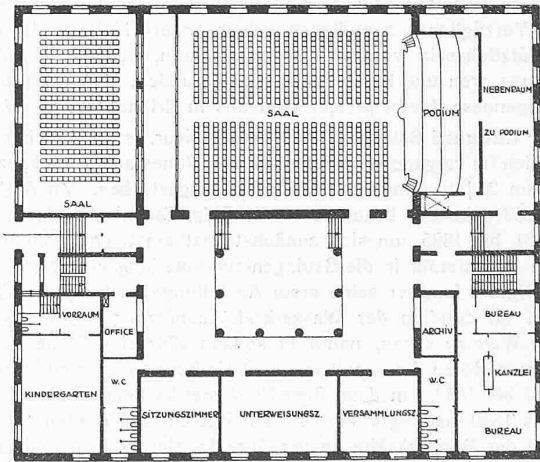 SAAL
SAAL
PODIUM
NEBENRAUM
ZU PODIUM
VORRAUM
OFFICE
KINDERGARTEN
W.C.
SITZUNGSZIMMER
UNTERWEISUNGSZ.
VERSAMMLUNGSZ.
ARCHIV
W.C.
BUREAU
KANZLEI
BUREAU